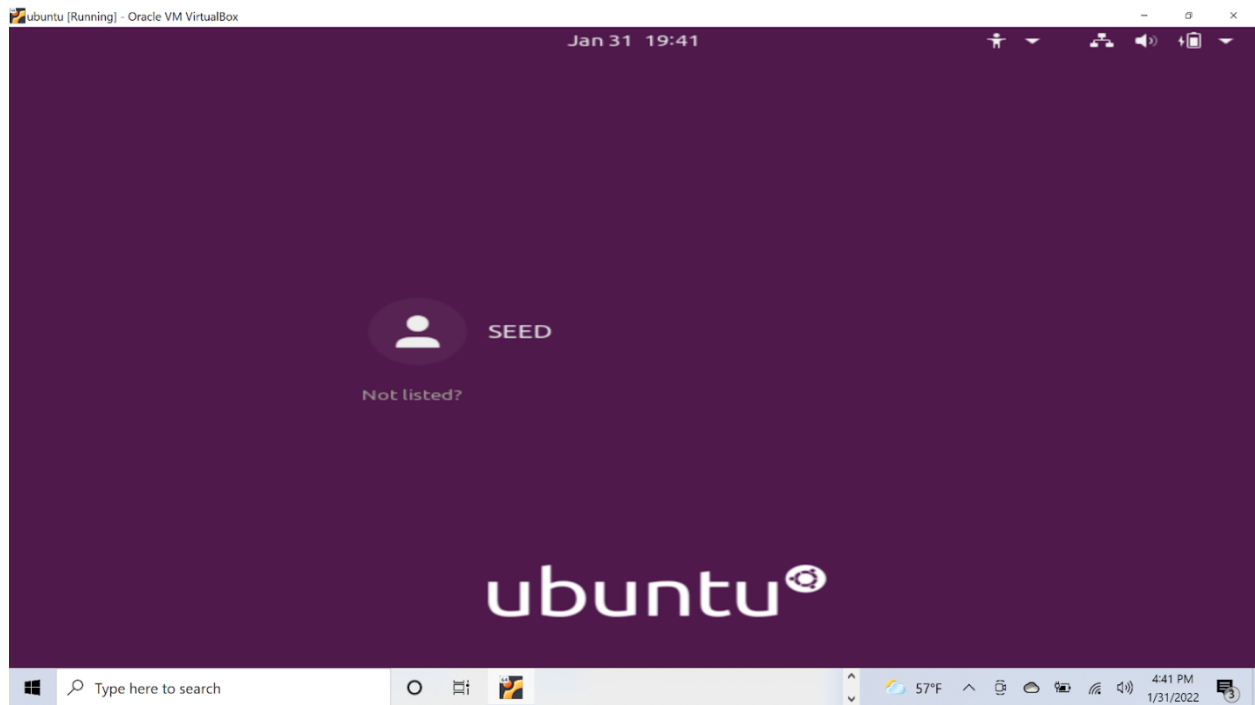 ubuntu [Running] - Oracle VM VirtualBox
Jan 31 19:41
SEED
Not listed?
ubuntu
Type here to search
57°F
4:41 PM
1/31/2022
3